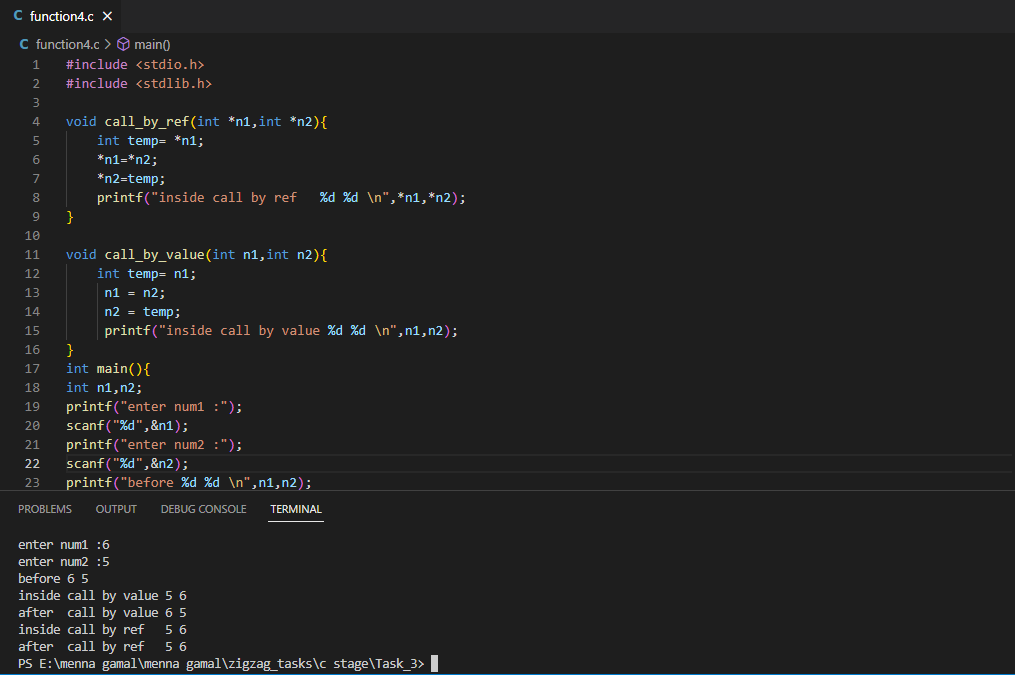 C function4.c ×
C function4.c > main()
1 #include <stdio.h>
2 #include <stdlib.h>
3
4 void call_by_ref(int *n1,int *n2){
5     int temp= *n1;
6     *n1=*n2;
7     *n2=temp;
8     printf("inside call by ref   %d %d \n",*n1,*n2);
9 }
10
11 void call_by_value(int n1,int n2){
12     int temp= n1;
13      n1 = n2;
14      n2 = temp;
15      printf("inside call by value %d %d \n",n1,n2);
16 }
17 int main(){
18 int n1,n2;
19 printf("enter num1 :");
20 scanf("%d",&n1);
21 printf("enter num2 :");
22 scanf("%d",&n2);
23 printf("before %d %d \n",n1,n2);
PROBLEMS OUTPUT DEBUG CONSOLE TERMINAL
enter num1 :6
enter num2 :5
before 6 5
inside call by value 5 6
after  call by value 6 5
inside call by ref   5 6
after  call by ref   5 6
PS E:\menna gamal\menna gamal\zigzag_tasks\c stage\Task_3>